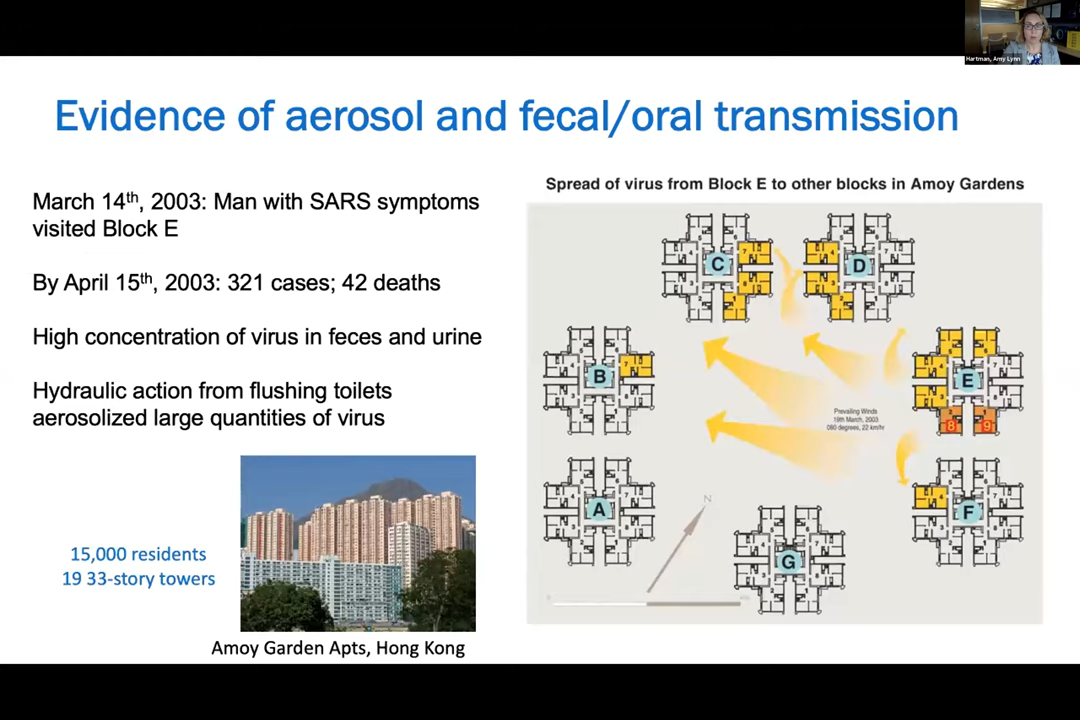 Hartman, Amy Lynn
Evidence of aerosol and fecal/oral transmission
March 14th, 2003: Man with SARS symptoms
visited Block E
By April 15th, 2003: 321 cases; 42 deaths
High concentration of virus in feces and urine
Hydraulic action from flushing toilets
aerosolized large quantities of virus
15,000 residents
19 33-story towers
Amoy Garden Apts, Hong Kong
Spread of virus from Block E to other blocks in Amoy Gardens
C
D
B
E
8
9
Prevailing Winds
19th March, 2003
080 degrees, 22 km/hr
A
F
G
N